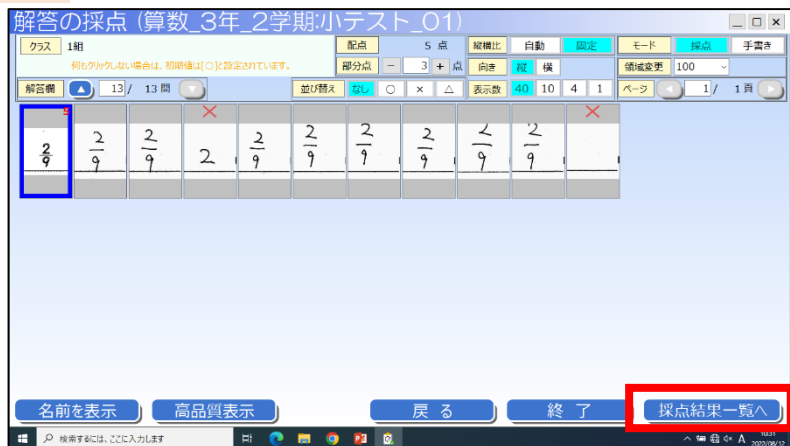 解答の採点 (算数_3年_2学期:小テスト_01)
クラス 1組 配点 5 点 縦横比 自動 固定 モード 採点 手書き
何もクリックしない場合は、初期値は[○]と設定されています。 部分点 － 3 + 点 向き 縦 横 領域変更 100
解答欄 13 / 13 問 並び替え なし ○ × △ 表示数 40 10 4 1 ページ 1 / 1 頁
5 × ×
2/9 2/9 2/9 2 2/9 2/9 2/9 2/9 2/9 2/9
名前を表示 高品質表示 戻る 終 了 採点結果一覧へ
検索するには、ここに入力します A 10:31
2022/08/12